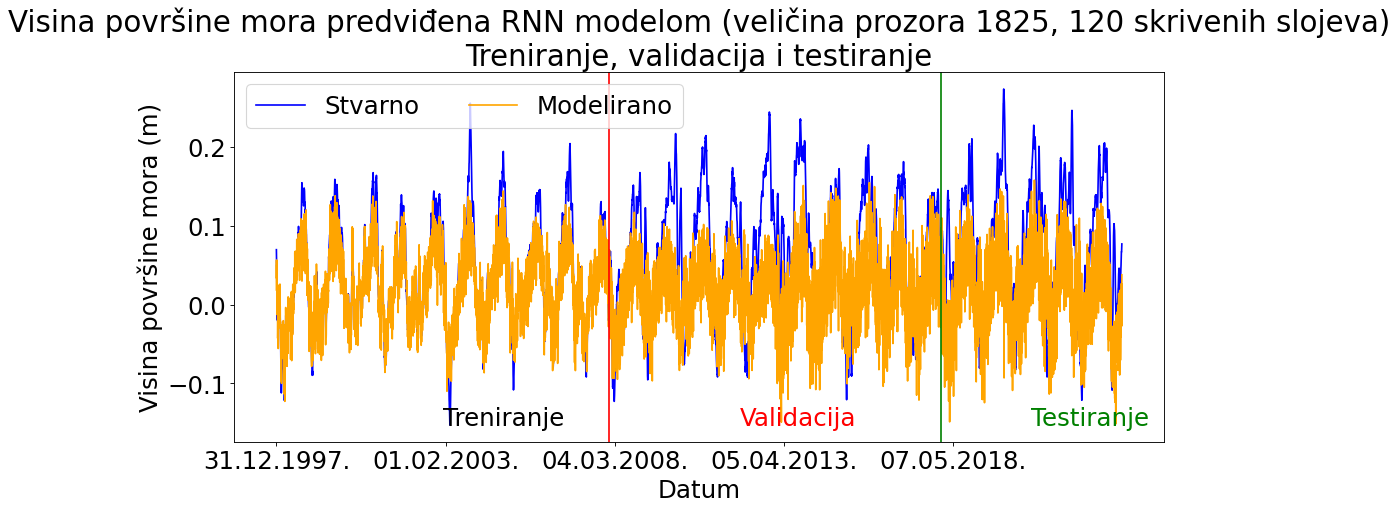 Visina površine mora predviđena RNN modelom (veličina prozora 1825, 120 skrivenih slojeva)
Treniranje, validacija i testiranje
Stvarno Modelirano
Visina površine mora (m)
0.2
0.1
0.0
−0.1
Treniranje Validacija Testiranje
31.12.1997. 01.02.2003. 04.03.2008. 05.04.2013. 07.05.2018.
Datum